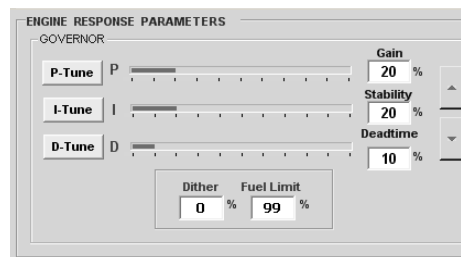 ENGINE RESPONSE PARAMETERS
GOVERNOR
Gain
P-Tune P 20 %
Stability
I-Tune I 20 %
Deadtime
D-Tune D 10 %
Dither Fuel Limit
0 % 99 %